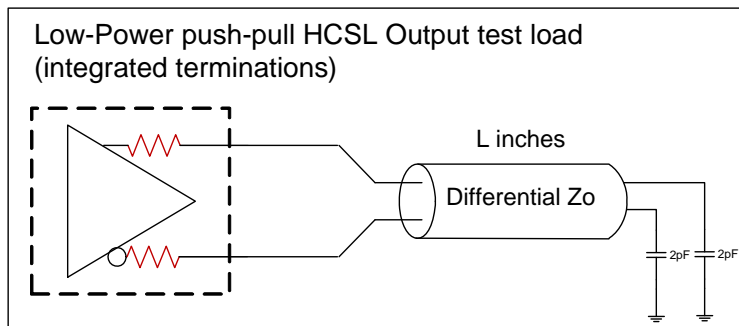 Low-Power push-pull HCSL Output test load
(integrated terminations)
L inches
Differential Zo
2pF
2pF